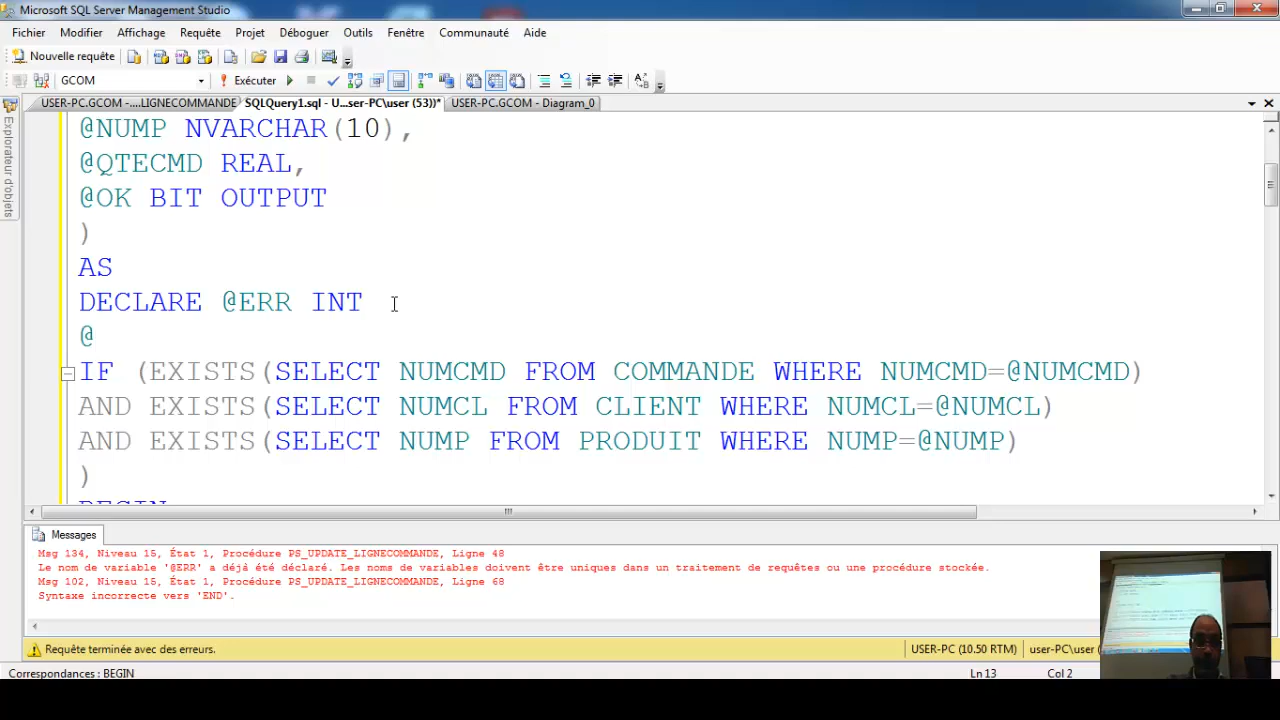 Microsoft SQL Server Management Studio
Fichier Modifier Affichage Requête Projet Déboguer Outils Fenêtre Communauté Aide
Nouvelle requête
GCOM Exécuter
USER-PC.GCOM -....LIGNECOMMANDE SQLQuery1.sql - U...ser-PC\user (53))* USER-PC.GCOM - Diagram_0
Explorateur d'objets
@NUMP NVARCHAR(10),
@QTECMD REAL,
@OK BIT OUTPUT
)
AS
DECLARE @ERR INT
@
IF (EXISTS(SELECT NUMCMD FROM COMMANDE WHERE NUMCMD=@NUMCMD)
AND EXISTS(SELECT NUMCL FROM CLIENT WHERE NUMCL=@NUMCL)
AND EXISTS(SELECT NUMP FROM PRODUIT WHERE NUMP=@NUMP)
)
BEGIN
Messages
Msg 134, Niveau 15, État 1, Procédure PS_UPDATE_LIGNECOMMANDE, Ligne 48
Le nom de variable '@ERR' a déjà été déclaré. Les noms de variables doivent être uniques dans un traitement de requêtes ou une procédure stockée.
Msg 102, Niveau 15, État 1, Procédure PS_UPDATE_LIGNECOMMANDE, Ligne 68
Syntaxe incorrecte vers 'END'.
Requête terminée avec des erreurs. USER-PC (10.50 RTM) user-PC\user (
Correspondances : BEGIN Ln 13 Col 2